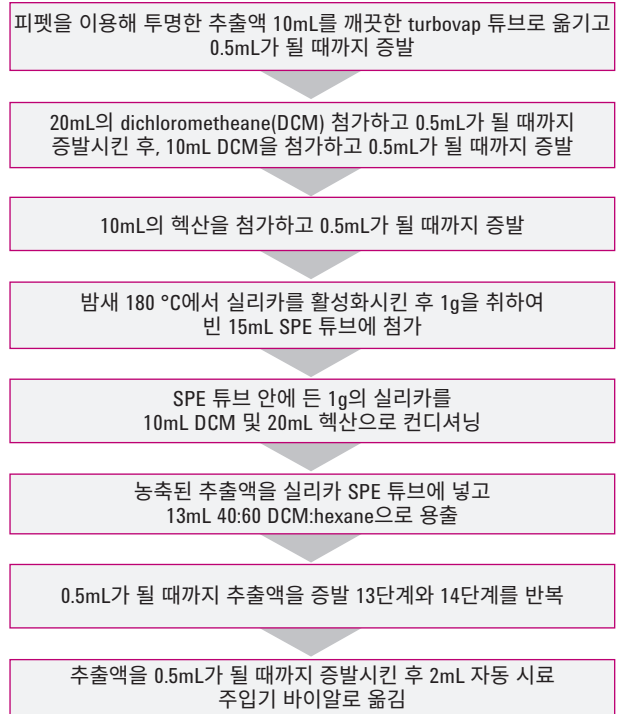 피펫을 이용해 투명한 추출액 10mL를 깨끗한 turbovap 튜브로 옮기고
0.5mL가 될 때까지 증발
20mL의 dichlorometheane(DCM) 첨가하고 0.5mL가 될 때까지
증발시킨 후, 10mL DCM을 첨가하고 0.5mL가 될 때까지 증발
10mL의 헥산을 첨가하고 0.5mL가 될 때까지 증발
밤새 180 °C에서 실리카를 활성화시킨 후 1g을 취하여
빈 15mL SPE 튜브에 첨가
SPE 튜브 안에 든 1g의 실리카를
10mL DCM 및 20mL 헥산으로 컨디셔닝
농축된 추출액을 실리카 SPE 튜브에 넣고
13mL 40:60 DCM:hexane으로 용출
0.5mL가 될 때까지 추출액을 증발 13단계와 14단계를 반복
추출액을 0.5mL가 될 때까지 증발시킨 후 2mL 자동 시료
주입기 바이알로 옮김